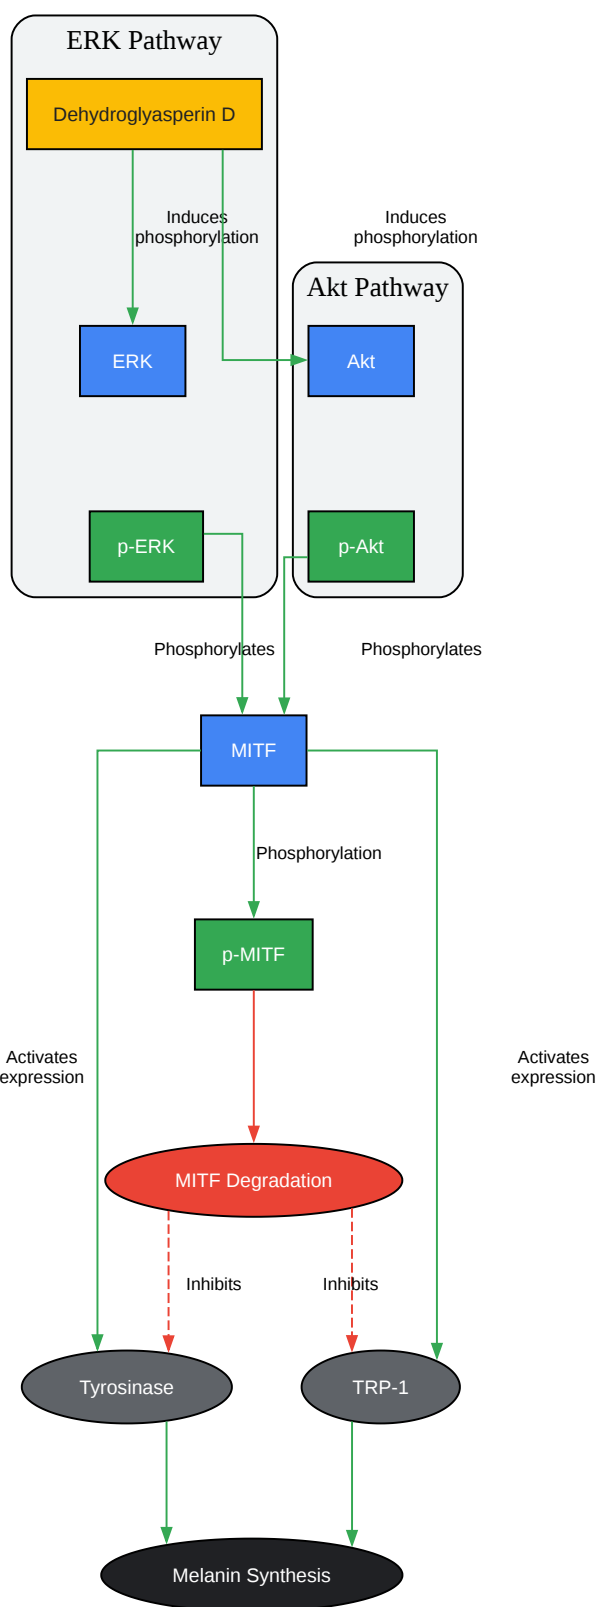 ERK Pathway
Dehydroglyasperin D
Induces
phosphorylation
Induces
phosphorylation
Akt Pathway
ERK
Akt
p-ERK
p-Akt
Phosphorylates
Phosphorylates
MITF
Phosphorylation
p-MITF
Activates
expression
Activates
expression
MITF Degradation
Inhibits
Inhibits
Tyrosinase
TRP-1
Melanin Synthesis